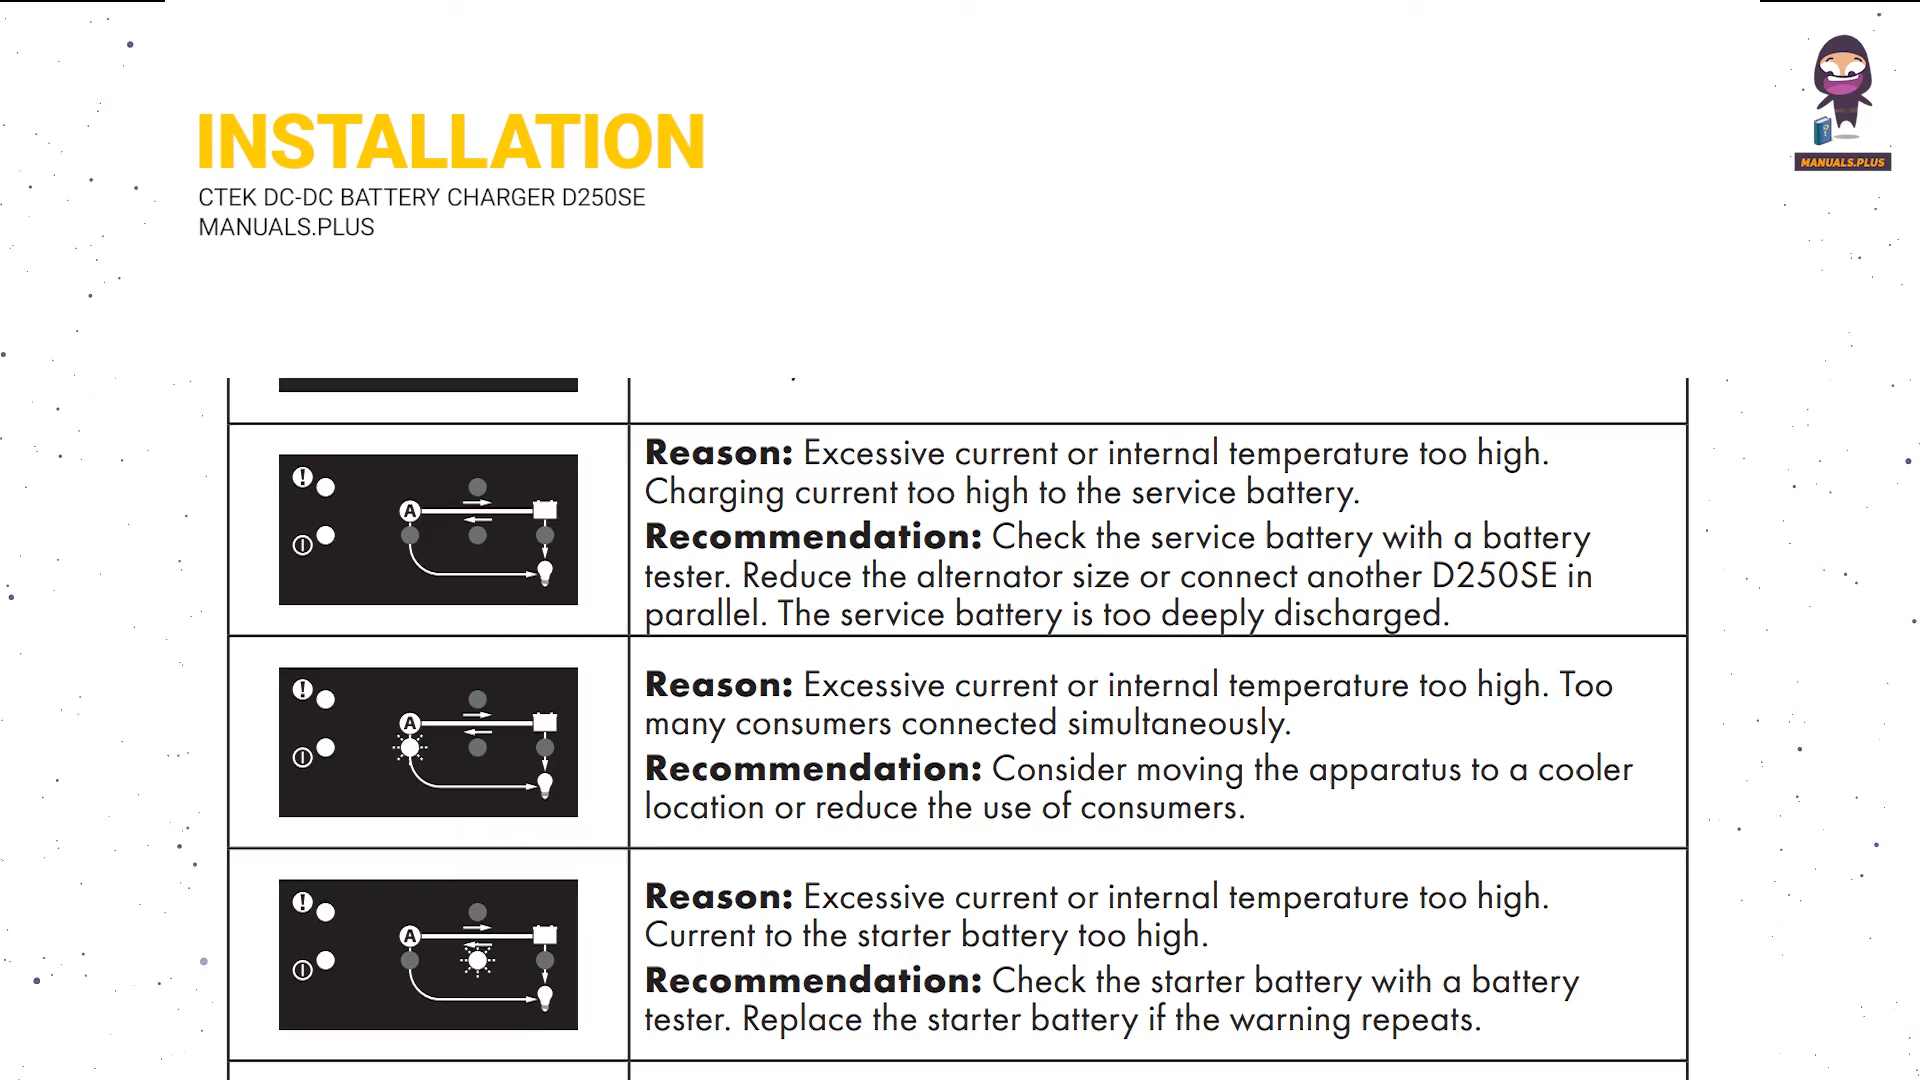 MANUALS.PLUS
INSTALLATION
CTEK DC-DC BATTERY CHARGER D250SE
MANUALS.PLUS
!
A
Reason: Excessive current or internal temperature too high.
Charging current too high to the service battery.
Recommendation: Check the service battery with a battery
tester. Reduce the alternator size or connect another D250SE in
parallel. The service battery is too deeply discharged.
!
A
Reason: Excessive current or internal temperature too high. Too
many consumers connected simultaneously.
Recommendation: Consider moving the apparatus to a cooler
location or reduce the use of consumers.
!
A
Reason: Excessive current or internal temperature too high.
Current to the starter battery too high.
Recommendation: Check the starter battery with a battery
tester. Replace the starter battery if the warning repeats.